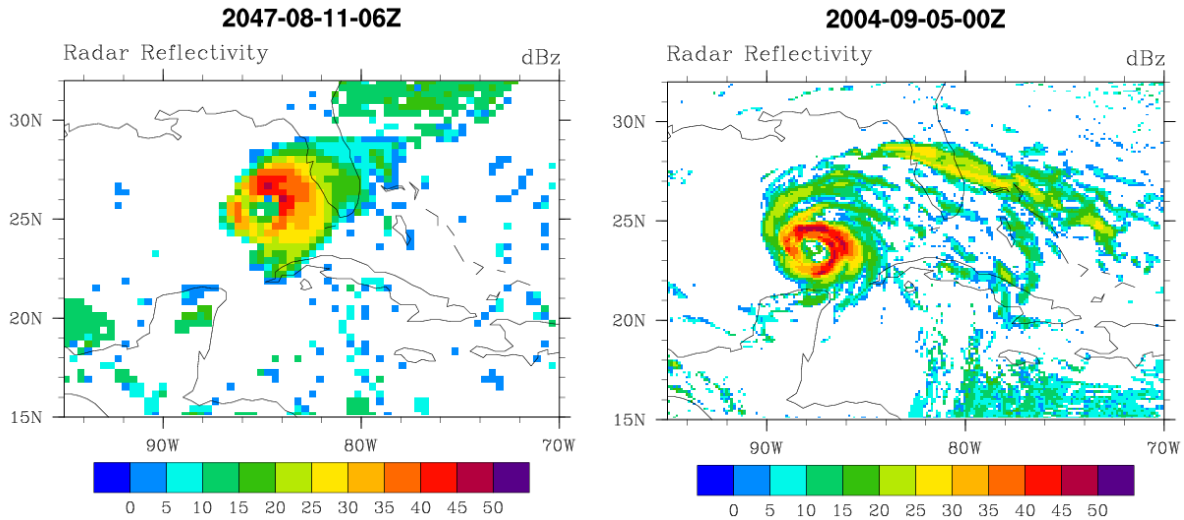 2047-08-11-06Z
Radar Reflectivity dBz
30N
25N
20N
15N
90W 80W 70W
0 5 10 15 20 25 30 35 40 45 50
2004-09-05-00Z
Radar Reflectivity dBz
30N
25N
20N
15N
90W 80W 70W
0 5 10 15 20 25 30 35 40 45 50